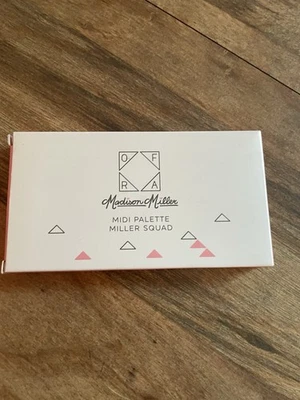 O F
R A
Madison Miller
MIDI PALETTE
MILLER SQUAD